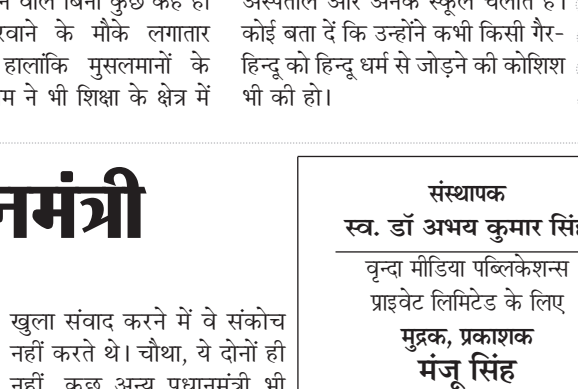 वाले बिना कुछ कहे ही
रवाने के मौके लगातार
हालांकि मुसलमानों के
म ने भी शिक्षा के क्षेत्र में
अस्पताल और अनेक स्कूल चलाते हैं।
कोई बता दें कि उन्होंने कभी किसी गैर-
हिन्दू को हिन्दू धर्म से जोड़ने की कोशिश
भी की हो।
नमंत्री
खुला संवाद करने में वे संकोच
नहीं करते थे। चौथा, ये दोनों ही
नहीं, कुछ अन्य प्रधानमंत्री भी
संस्थापक
स्व. डॉ अभय कुमार सिंह
वृन्दा मीडिया पब्लिकेशन्स
प्राइवेट लिमिटेड के लिए
मुद्रक, प्रकाशक
मंजू सिंह